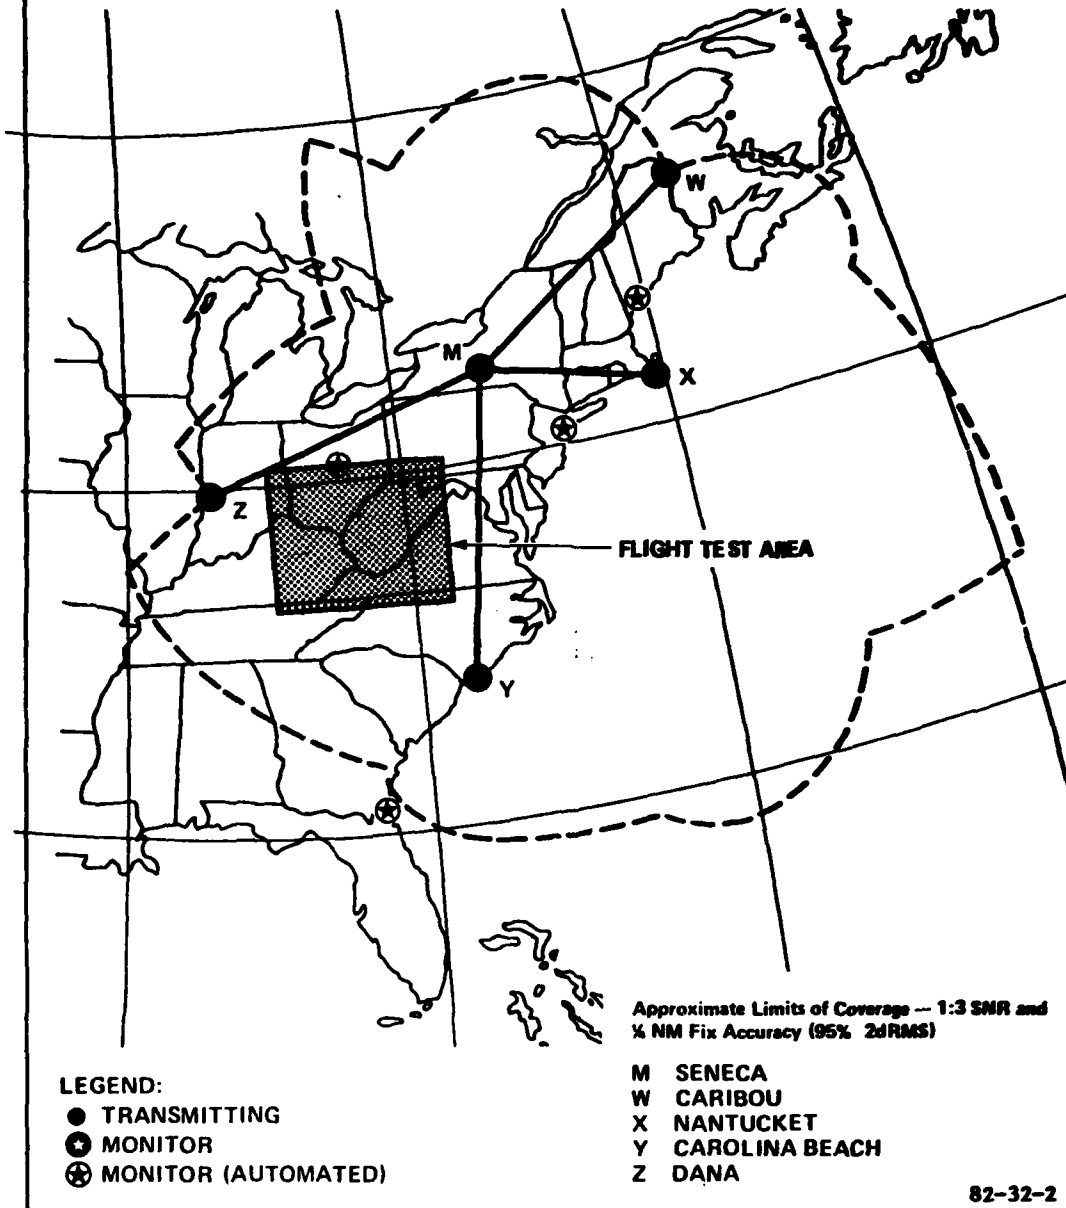 W
M
X
Z
FLIGHT TEST AREA
Y
Approximate Limits of Coverage — 1:3 SNR and
¼ NM Fix Accuracy (95% 2dRMS)
LEGEND:
TRANSMITTING
MONITOR
MONITOR (AUTOMATED)
M SENECA
W CARIBOU
X NANTUCKET
Y CAROLINA BEACH
Z DANA
82-32-2